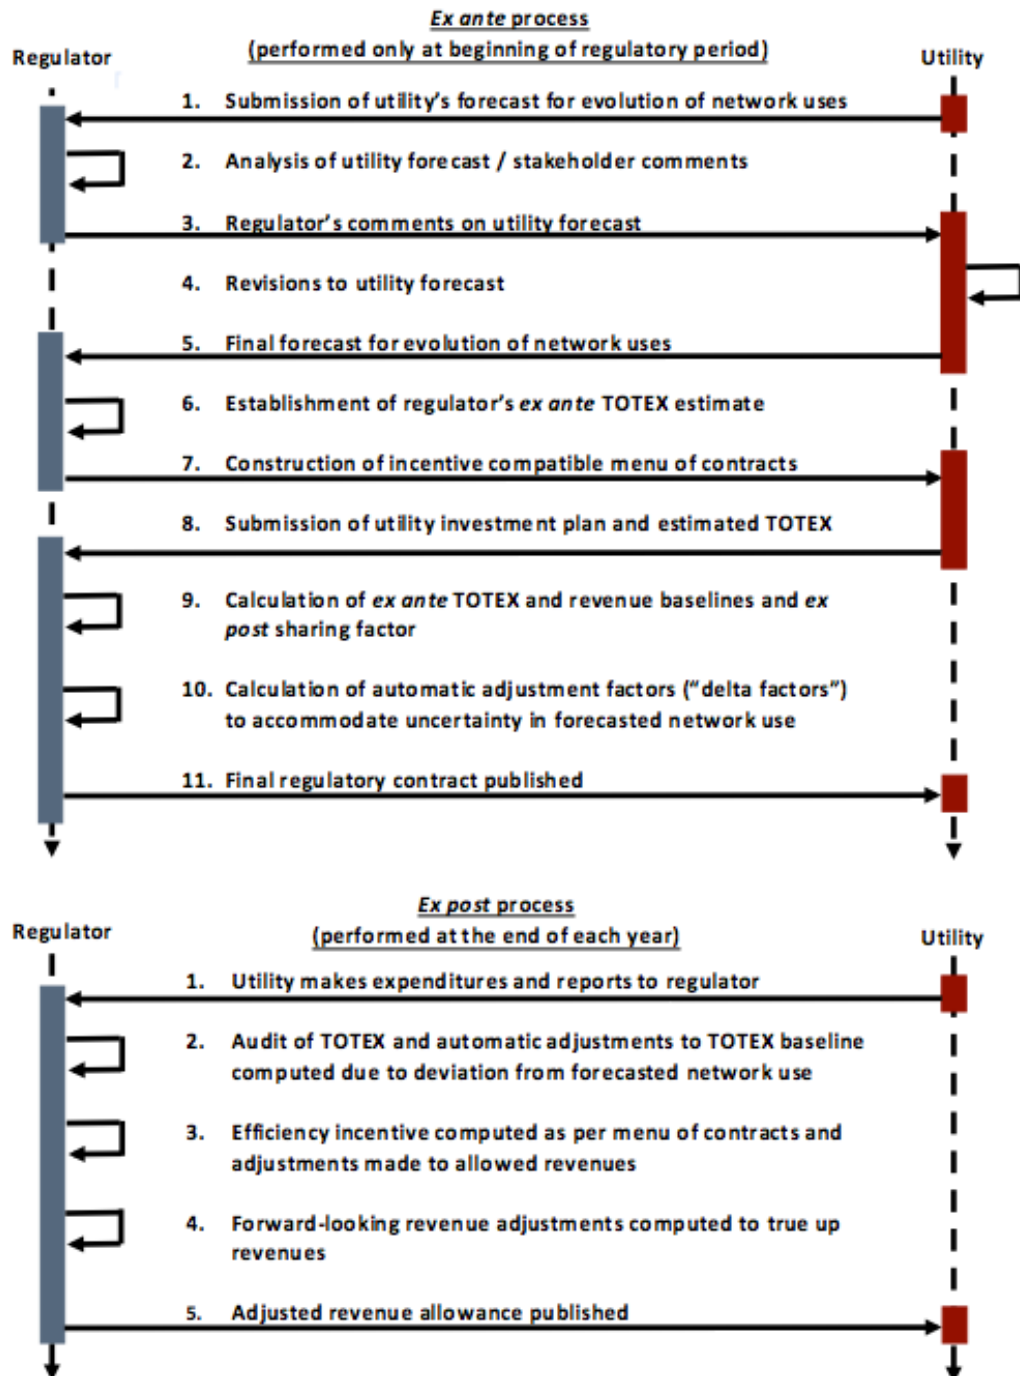 Ex ante process
(performed only at beginning of regulatory period)
Regulator
Utility
1. Submission of utility's forecast for evolution of network uses
2. Analysis of utility forecast / stakeholder comments
3. Regulator's comments on utility forecast
4. Revisions to utility forecast
5. Final forecast for evolution of network uses
6. Establishment of regulator's ex ante TOTEX estimate
7. Construction of incentive compatible menu of contracts
8. Submission of utility investment plan and estimated TOTEX
9. Calculation of ex ante TOTEX and revenue baselines and ex
post sharing factor
10. Calculation of automatic adjustment factors ("delta factors")
to accommodate uncertainty in forecasted network use
11. Final regulatory contract published
Ex post process
(performed at the end of each year)
Regulator
Utility
1. Utility makes expenditures and reports to regulator
2. Audit of TOTEX and automatic adjustments to TOTEX baseline
computed due to deviation from forecasted network use
3. Efficiency incentive computed as per menu of contracts and
adjustments made to allowed revenues
4. Forward-looking revenue adjustments computed to true up
revenues
5. Adjusted revenue allowance published